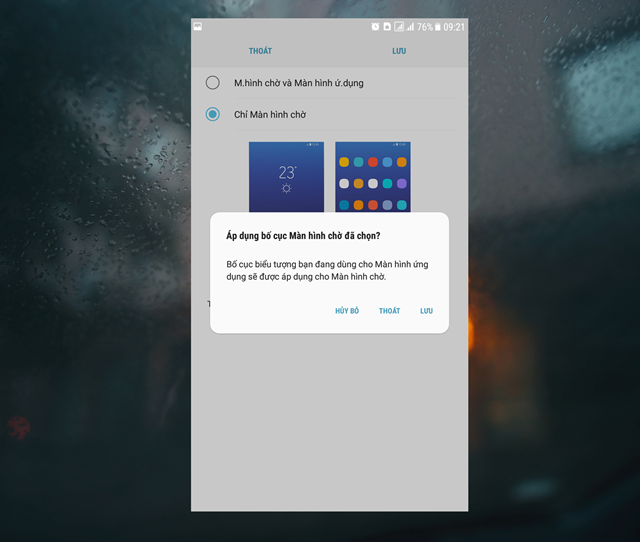 76% 09:21
THOÁT LƯU
M.hình chờ và Màn hình ứ.dụng
Chỉ Màn hình chờ
23°
Áp dụng bố cục Màn hình chờ đã chọn?
Bố cục biểu tượng bạn đang dùng cho Màn hình ứng
dụng sẽ được áp dụng cho Màn hình chờ.
T
HỦY BỎ THOÁT LƯU